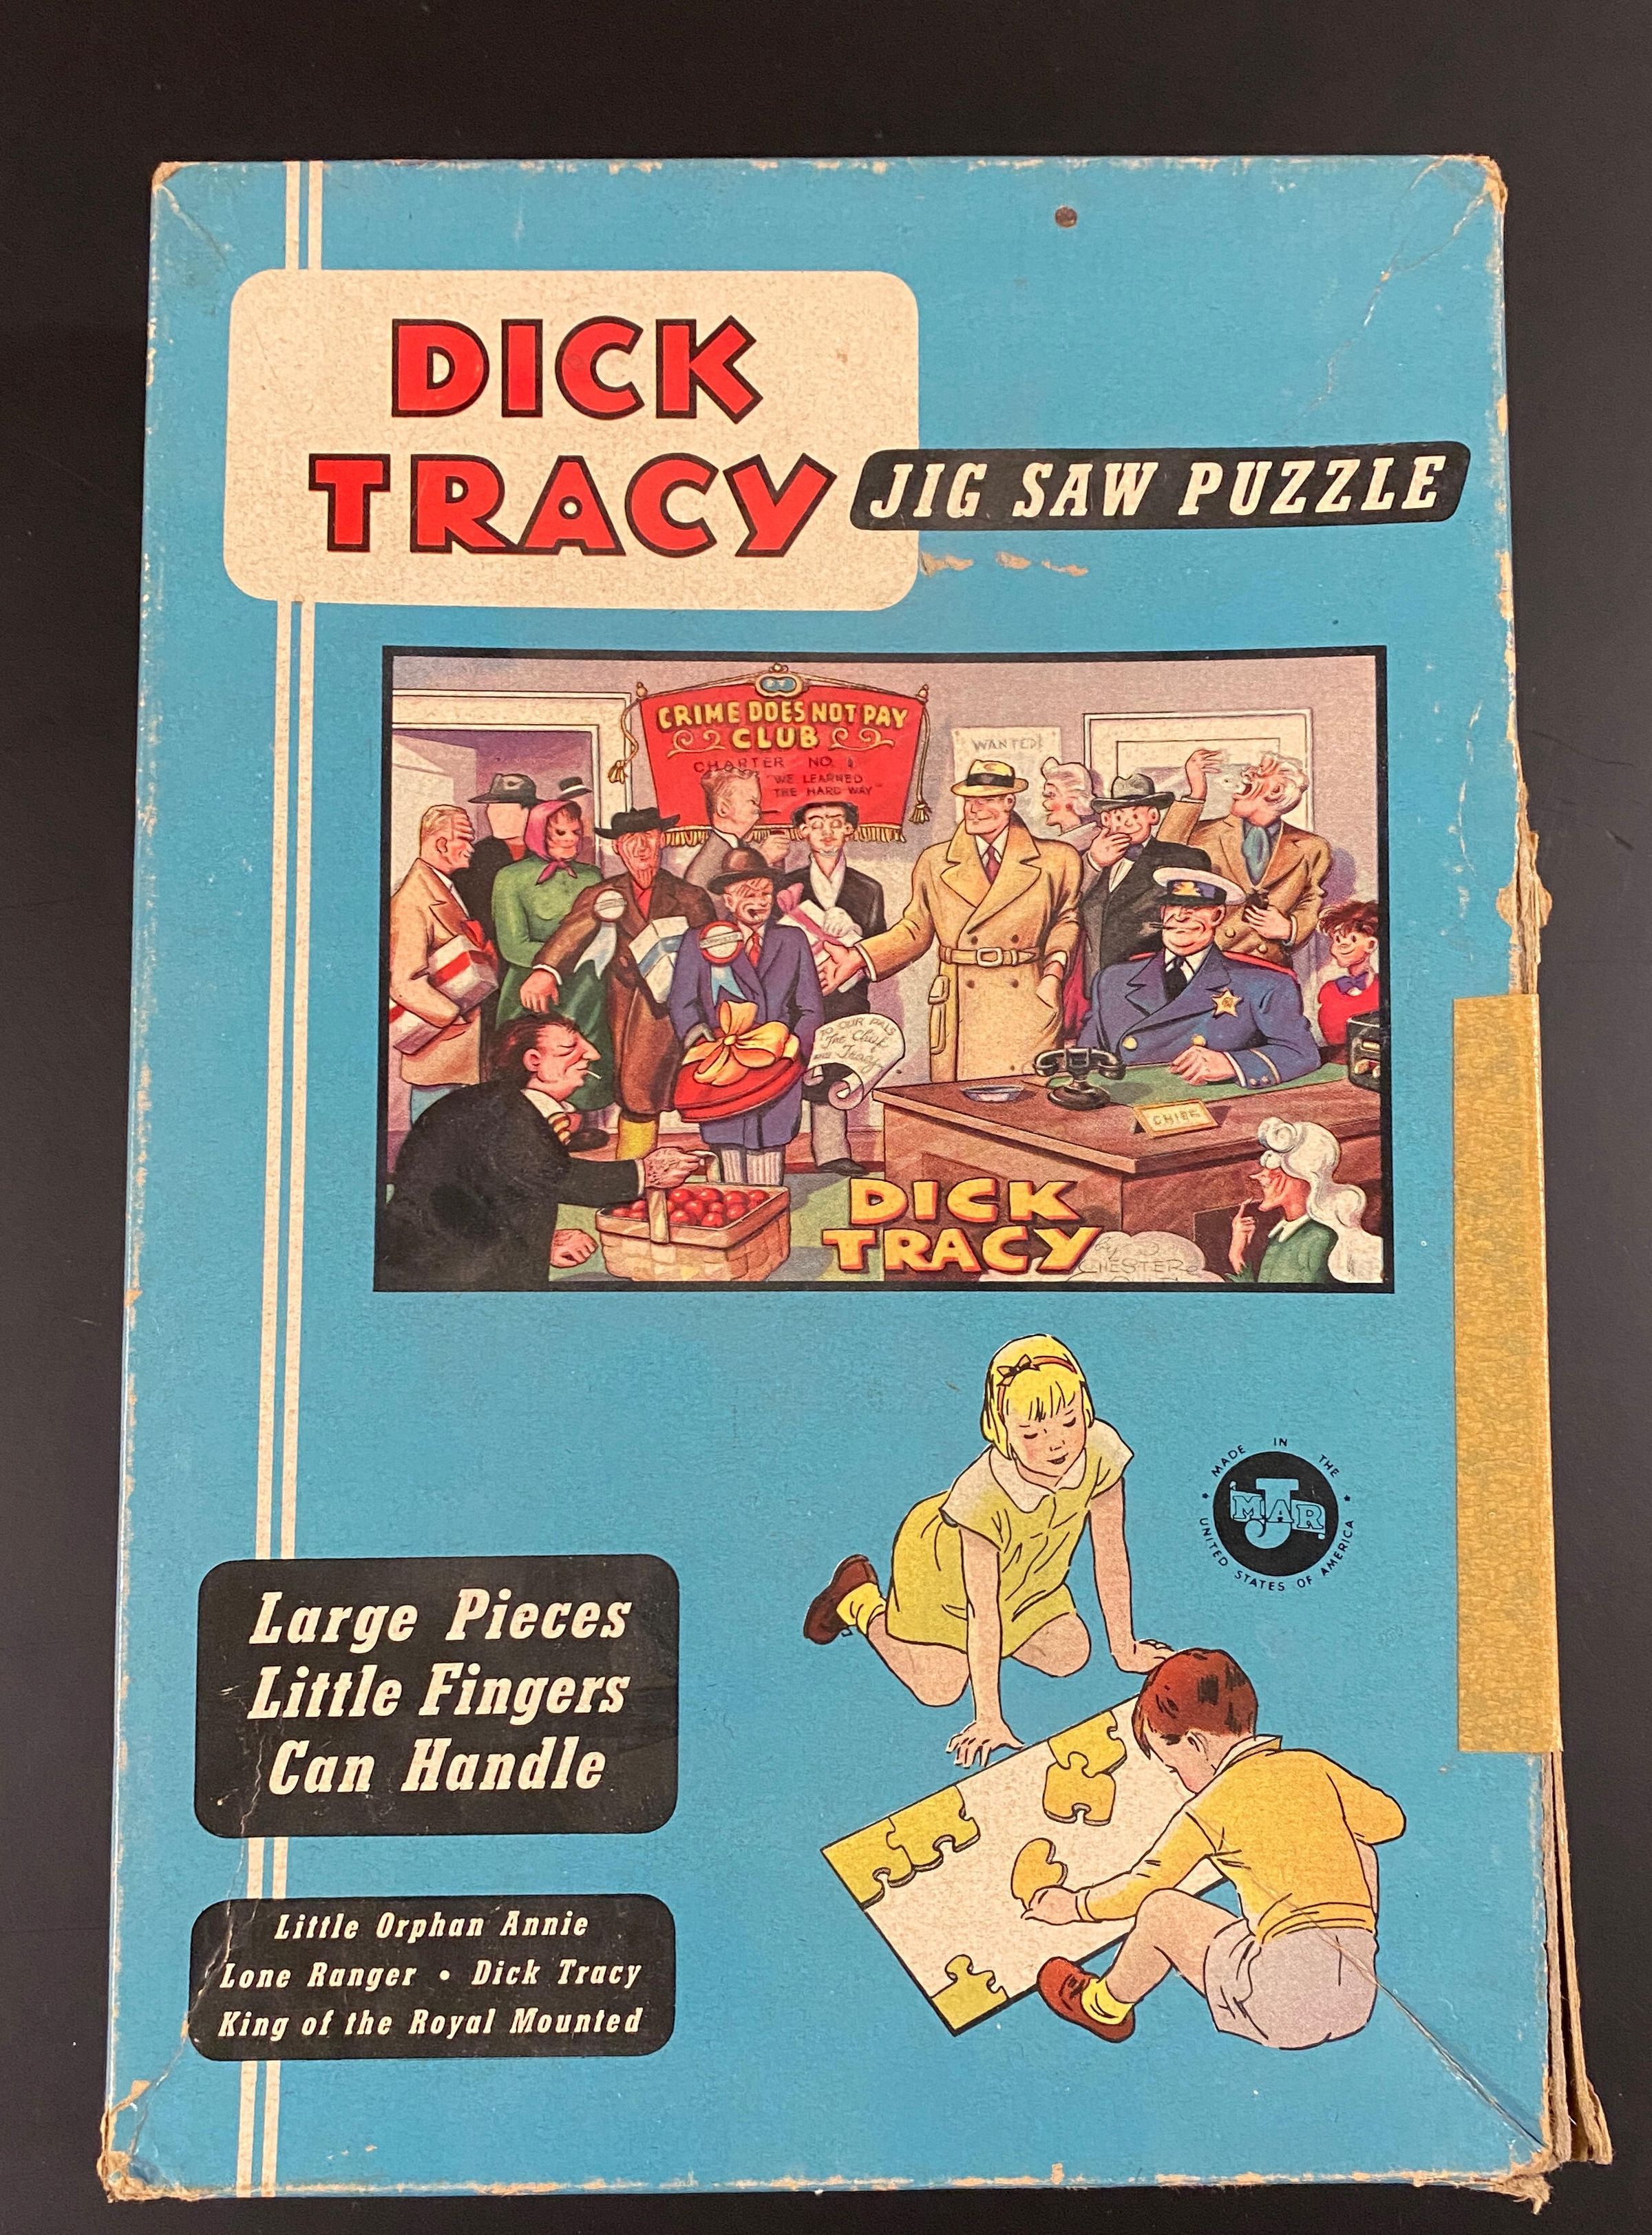 DICK
TRACY
JIG SAW PUZZLE
CRIME DOES NOT PAY
CLUB
CHARTER NO. 1
"WE LEARNED
THE HARD WAY"
WANTED!
TO OUR PALS
The Chief
AND Tracy
CHIEF
DICK
TRACY
CHESTER
MADE IN THE
JMAR
UNITED STATES OF AMERICA
Large Pieces
Little Fingers
Can Handle
Little Orphan Annie
Lone Ranger • Dick Tracy
King of the Royal Mounted